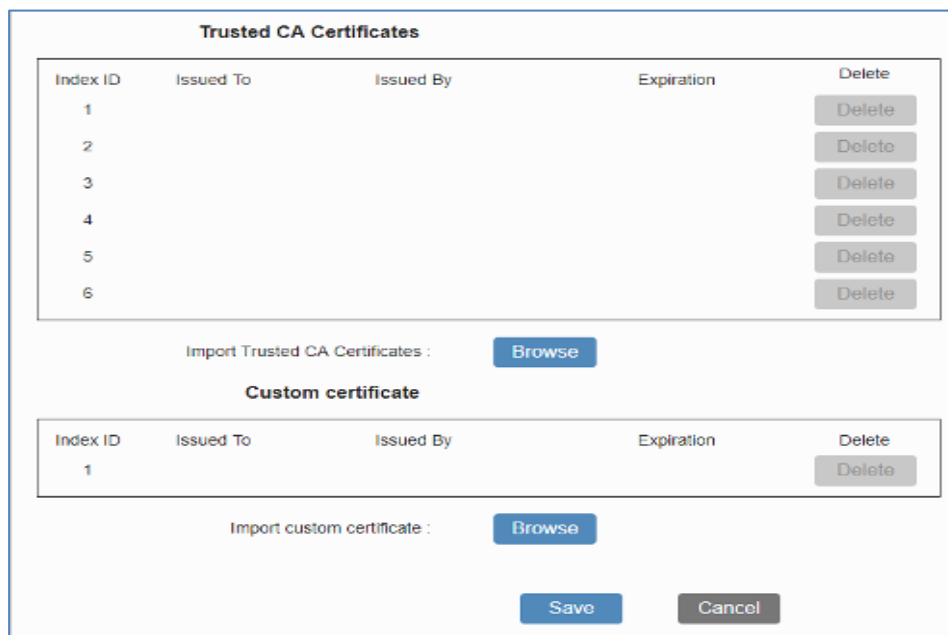 Trusted CA Certificates
Index ID Issued To Issued By Expiration Delete
1 Delete
2 Delete
3 Delete
4 Delete
5 Delete
6 Delete
Import Trusted CA Certificates : Browse
Custom certificate
Index ID Issued To Issued By Expiration Delete
1 Delete
Import custom certificate : Browse
Save Cancel